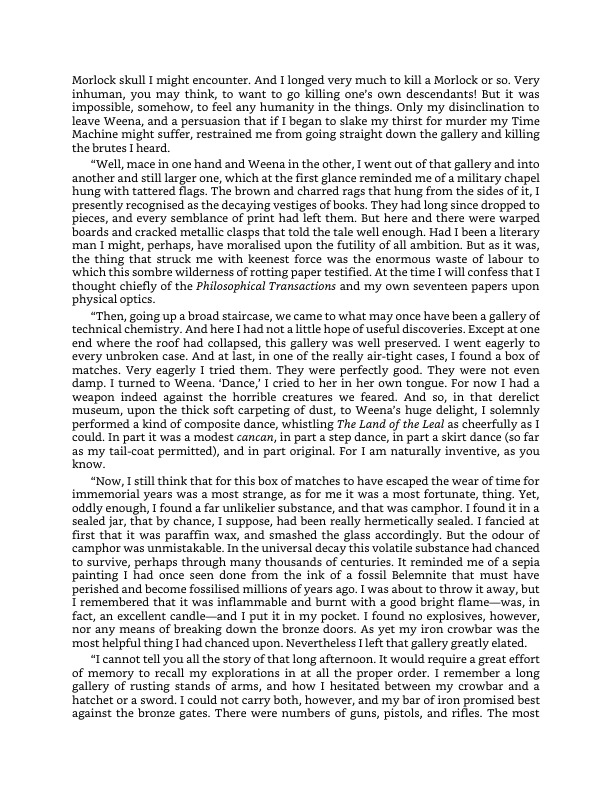 Morlock skull I might encounter. And I longed very much to kill a Morlock or so. Very
inhuman, you may think, to want to go killing one’s own descendants! But it was
impossible, somehow, to feel any humanity in the things. Only my disinclination to
leave Weena, and a persuasion that if I began to slake my thirst for murder my Time
Machine might suffer, restrained me from going straight down the gallery and killing
the brutes I heard.
“Well, mace in one hand and Weena in the other, I went out of that gallery and into
another and still larger one, which at the first glance reminded me of a military chapel
hung with tattered flags. The brown and charred rags that hung from the sides of it, I
presently recognised as the decaying vestiges of books. They had long since dropped to
pieces, and every semblance of print had left them. But here and there were warped
boards and cracked metallic clasps that told the tale well enough. Had I been a literary
man I might, perhaps, have moralised upon the futility of all ambition. But as it was,
the thing that struck me with keenest force was the enormous waste of labour to
which this sombre wilderness of rotting paper testified. At the time I will confess that I
thought chiefly of the Philosophical Transactions and my own seventeen papers upon
physical optics.
“Then, going up a broad staircase, we came to what may once have been a gallery of
technical chemistry. And here I had not a little hope of useful discoveries. Except at one
end where the roof had collapsed, this gallery was well preserved. I went eagerly to
every unbroken case. And at last, in one of the really air-tight cases, I found a box of
matches. Very eagerly I tried them. They were perfectly good. They were not even
damp. I turned to Weena. ‘Dance,’ I cried to her in her own tongue. For now I had a
weapon indeed against the horrible creatures we feared. And so, in that derelict
museum, upon the thick soft carpeting of dust, to Weena’s huge delight, I solemnly
performed a kind of composite dance, whistling The Land of the Leal as cheerfully as I
could. In part it was a modest cancan, in part a step dance, in part a skirt dance (so far
as my tail-coat permitted), and in part original. For I am naturally inventive, as you
know.
“Now, I still think that for this box of matches to have escaped the wear of time for
immemorial years was a most strange, as for me it was a most fortunate, thing. Yet,
oddly enough, I found a far unlikelier substance, and that was camphor. I found it in a
sealed jar, that by chance, I suppose, had been really hermetically sealed. I fancied at
first that it was paraffin wax, and smashed the glass accordingly. But the odour of
camphor was unmistakable. In the universal decay this volatile substance had chanced
to survive, perhaps through many thousands of centuries. It reminded me of a sepia
painting I had once seen done from the ink of a fossil Belemnite that must have
perished and become fossilised millions of years ago. I was about to throw it away, but
I remembered that it was inflammable and burnt with a good bright flame—was, in
fact, an excellent candle—and I put it in my pocket. I found no explosives, however,
nor any means of breaking down the bronze doors. As yet my iron crowbar was the
most helpful thing I had chanced upon. Nevertheless I left that gallery greatly elated.
“I cannot tell you all the story of that long afternoon. It would require a great effort
of memory to recall my explorations in at all the proper order. I remember a long
gallery of rusting stands of arms, and how I hesitated between my crowbar and a
hatchet or a sword. I could not carry both, however, and my bar of iron promised best
against the bronze gates. There were numbers of guns, pistols, and rifles. The most